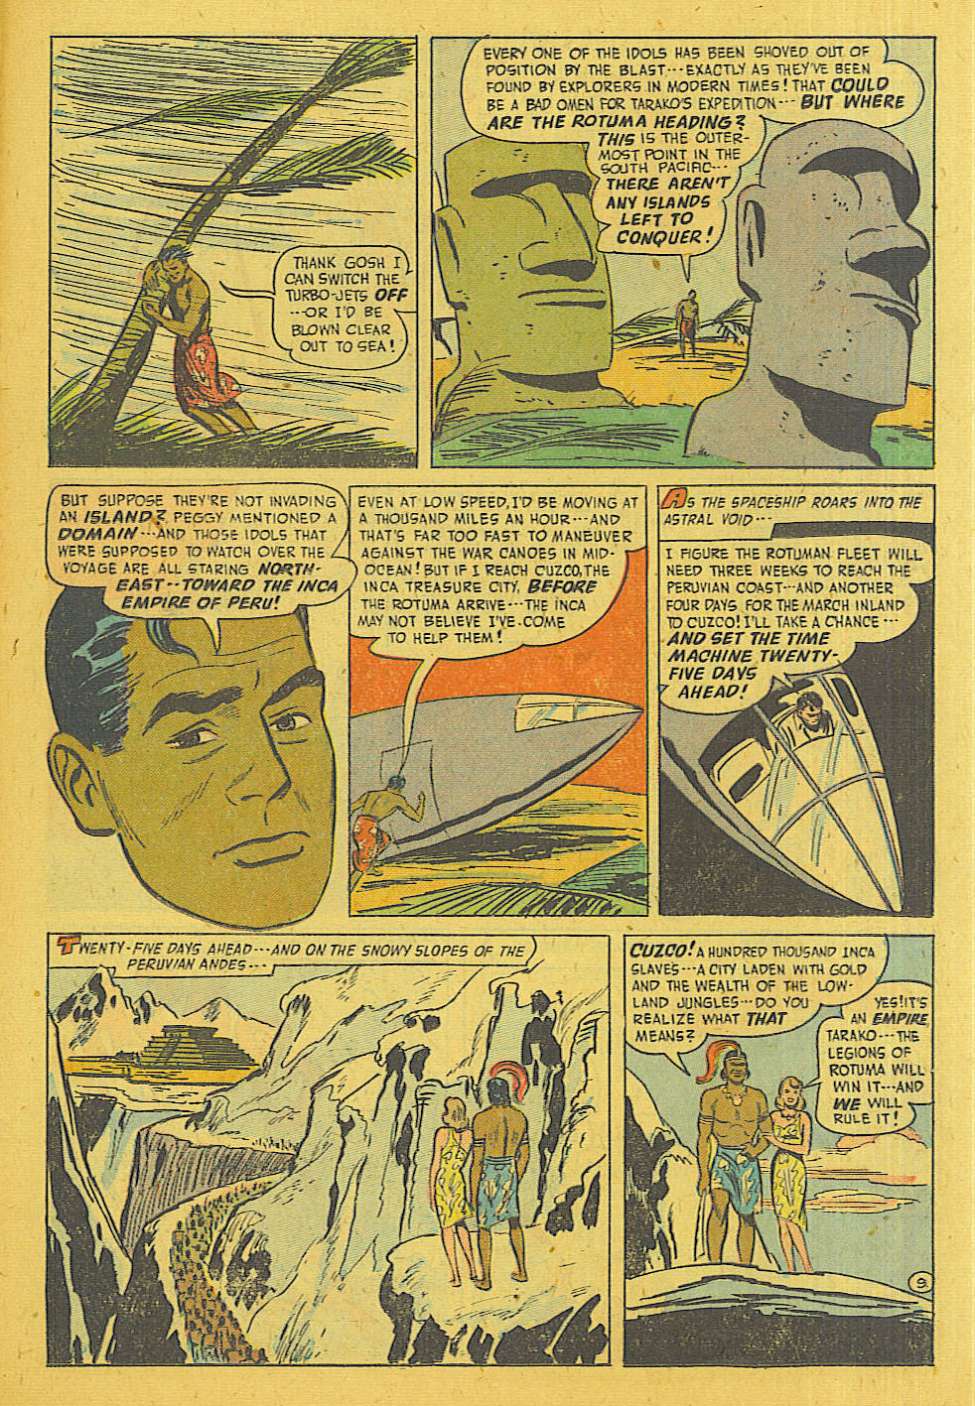 THANK GOSH I
CAN SWITCH THE
TURBO-JETS OFF
---OR I'D BE
BLOWN CLEAR
OUT TO SEA!
EVERY ONE OF THE IDOLS HAS BEEN SHOVED OUT OF
POSITION BY THE BLAST---EXACTLY AS THEY'VE BEEN
FOUND BY EXPLORERS IN MODERN TIMES! THAT COULD
BE A BAD OMEN FOR TARAKO'S EXPEDITION--- BUT WHERE
ARE THE ROTUMA HEADING?
THIS IS THE OUTER-
MOST POINT IN THE
SOUTH PACIFIC---
THERE AREN'T
ANY ISLANDS
LEFT TO
CONQUER!
BUT SUPPOSE THEY'RE NOT INVADING
AN ISLAND? PEGGY MENTIONED A
DOMAIN---AND THOSE IDOLS THAT
WERE SUPPOSED TO WATCH OVER THE
VOYAGE ARE ALL STARING NORTH-
EAST--TOWARD THE INCA
EMPIRE OF PERU!
EVEN AT LOW SPEED, I'D BE MOVING AT
A THOUSAND MILES AN HOUR---AND
THAT'S FAR TOO FAST TO MANEUVER
AGAINST THE WAR CANOES IN MID-
OCEAN! BUT IF I REACH CUZCO, THE
INCA TREASURE CITY, BEFORE
THE ROTUMA ARRIVE---THE INCA
MAY NOT BELIEVE I'VE COME
TO HELP THEM!
AS THE SPACESHIP ROARS INTO THE
ASTRAL VOID---
I FIGURE THE ROTUMAN FLEET WILL
NEED THREE WEEKS TO REACH THE
PERUVIAN COAST---AND ANOTHER
FOUR DAYS FOR THE MARCH INLAND
TO CUZCO! I'LL TAKE A CHANCE---
AND SET THE TIME
MACHINE TWENTY-
FIVE DAYS
AHEAD!
TWENTY-FIVE DAYS AHEAD---AND ON THE SNOWY SLOPES OF THE
PERUVIAN ANDES---
CUZCO! A HUNDRED THOUSAND INCA
SLAVES---A CITY LADEN WITH GOLD
AND THE WEALTH OF THE LOW-
LAND JUNGLES---DO YOU
REALIZE WHAT THAT
MEANS?
YES! IT'S
AN EMPIRE,
TARAKO---THE
LEGIONS OF
ROTUMA WILL
WIN IT---AND
WE WILL
RULE IT!
9